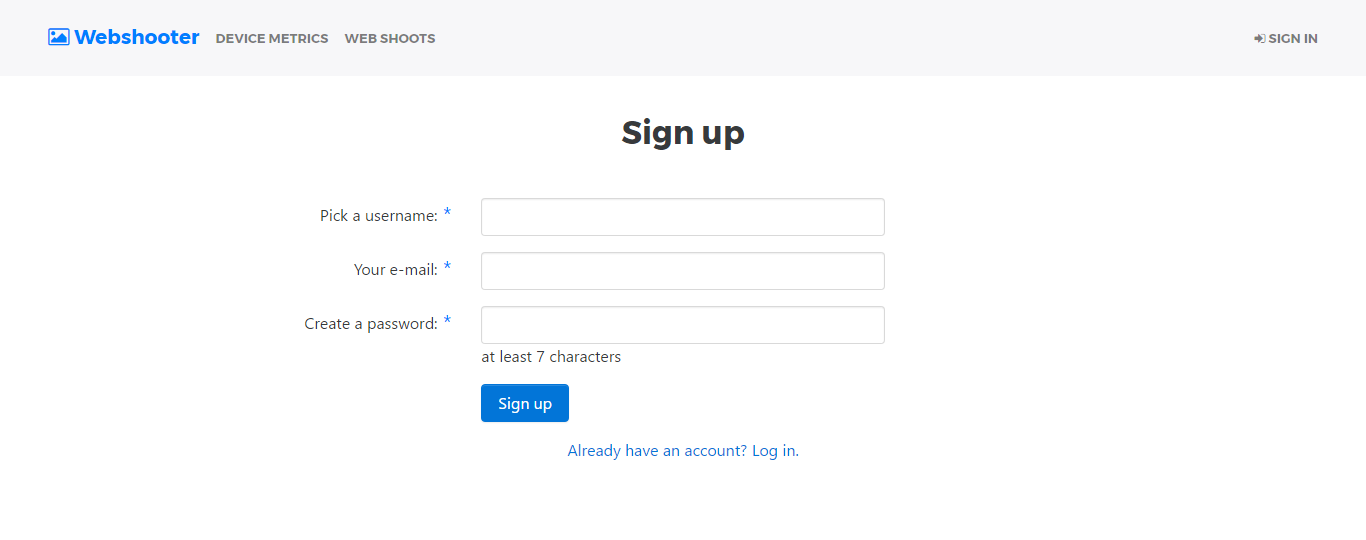 Webshooter DEVICE METRICS WEB SHOOTS SIGN IN
Sign up
Pick a username: *
Your e-mail: *
Create a password: *
at least 7 characters
Sign up
Already have an account? Log in.